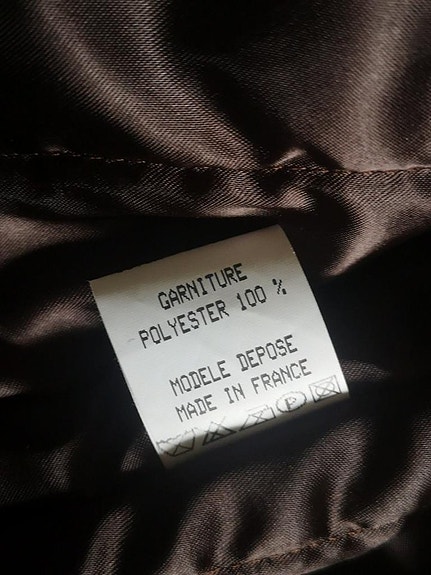 GARNITURE
POLYESTER 100 %
MODELE DEPOSE
MADE IN FRANCE
P